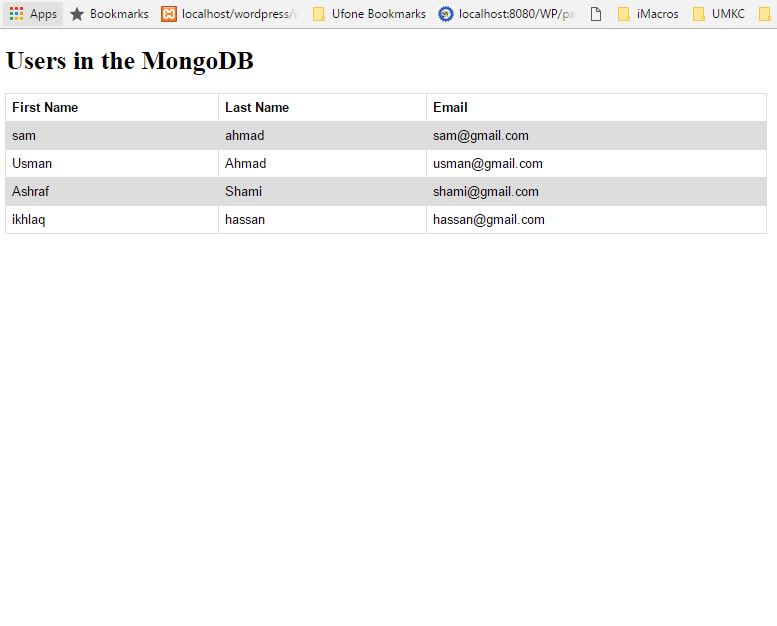 Apps Bookmarks localhost/wordpress/ Ufone Bookmarks localhost:8080/WP/pa iMacros UMKC
Users in the MongoDB
First Name Last Name Email
sam ahmad sam@gmail.com
Usman Ahmad usman@gmail.com
Ashraf Shami shami@gmail.com
ikhlaq hassan hassan@gmail.com